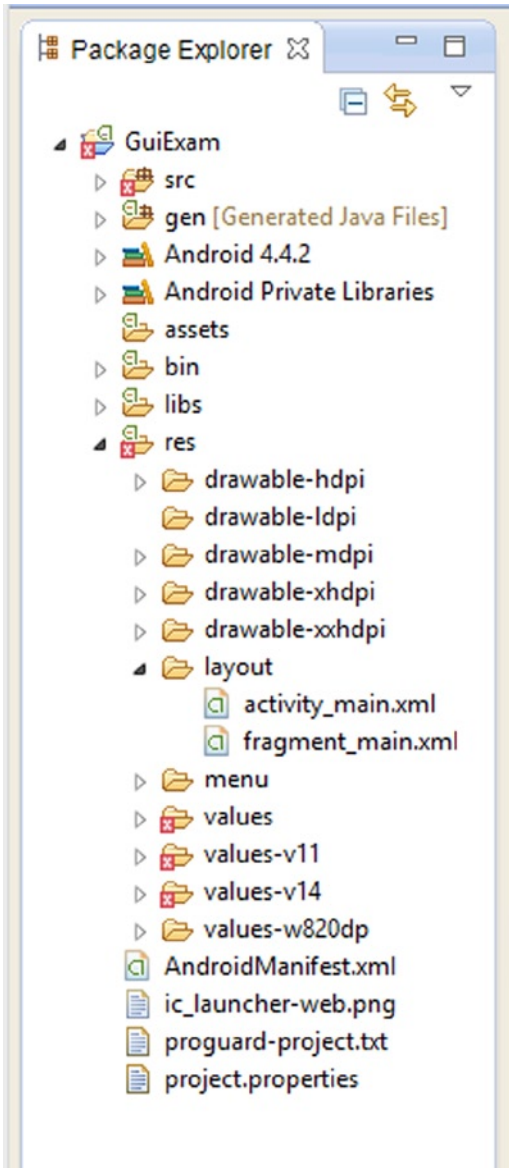 Package Explorer
GuiExam
src
gen [Generated Java Files]
Android 4.4.2
Android Private Libraries
assets
bin
libs
res
drawable-hdpi
drawable-ldpi
drawable-mdpi
drawable-xhdpi
drawable-xxhdpi
layout
activity_main.xml
fragment_main.xml
menu
values
values-v11
values-v14
values-w820dp
AndroidManifest.xml
ic_launcher-web.png
proguard-project.txt
project.properties